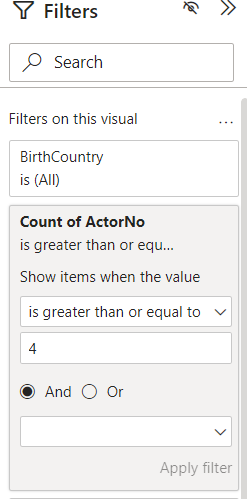 Filters
Search
Filters on this visual
...
BirthCountry
is (All)
Count of ActorNo
is greater than or equ...
Show items when the value
is greater than or equal to
4
And Or
Apply filter